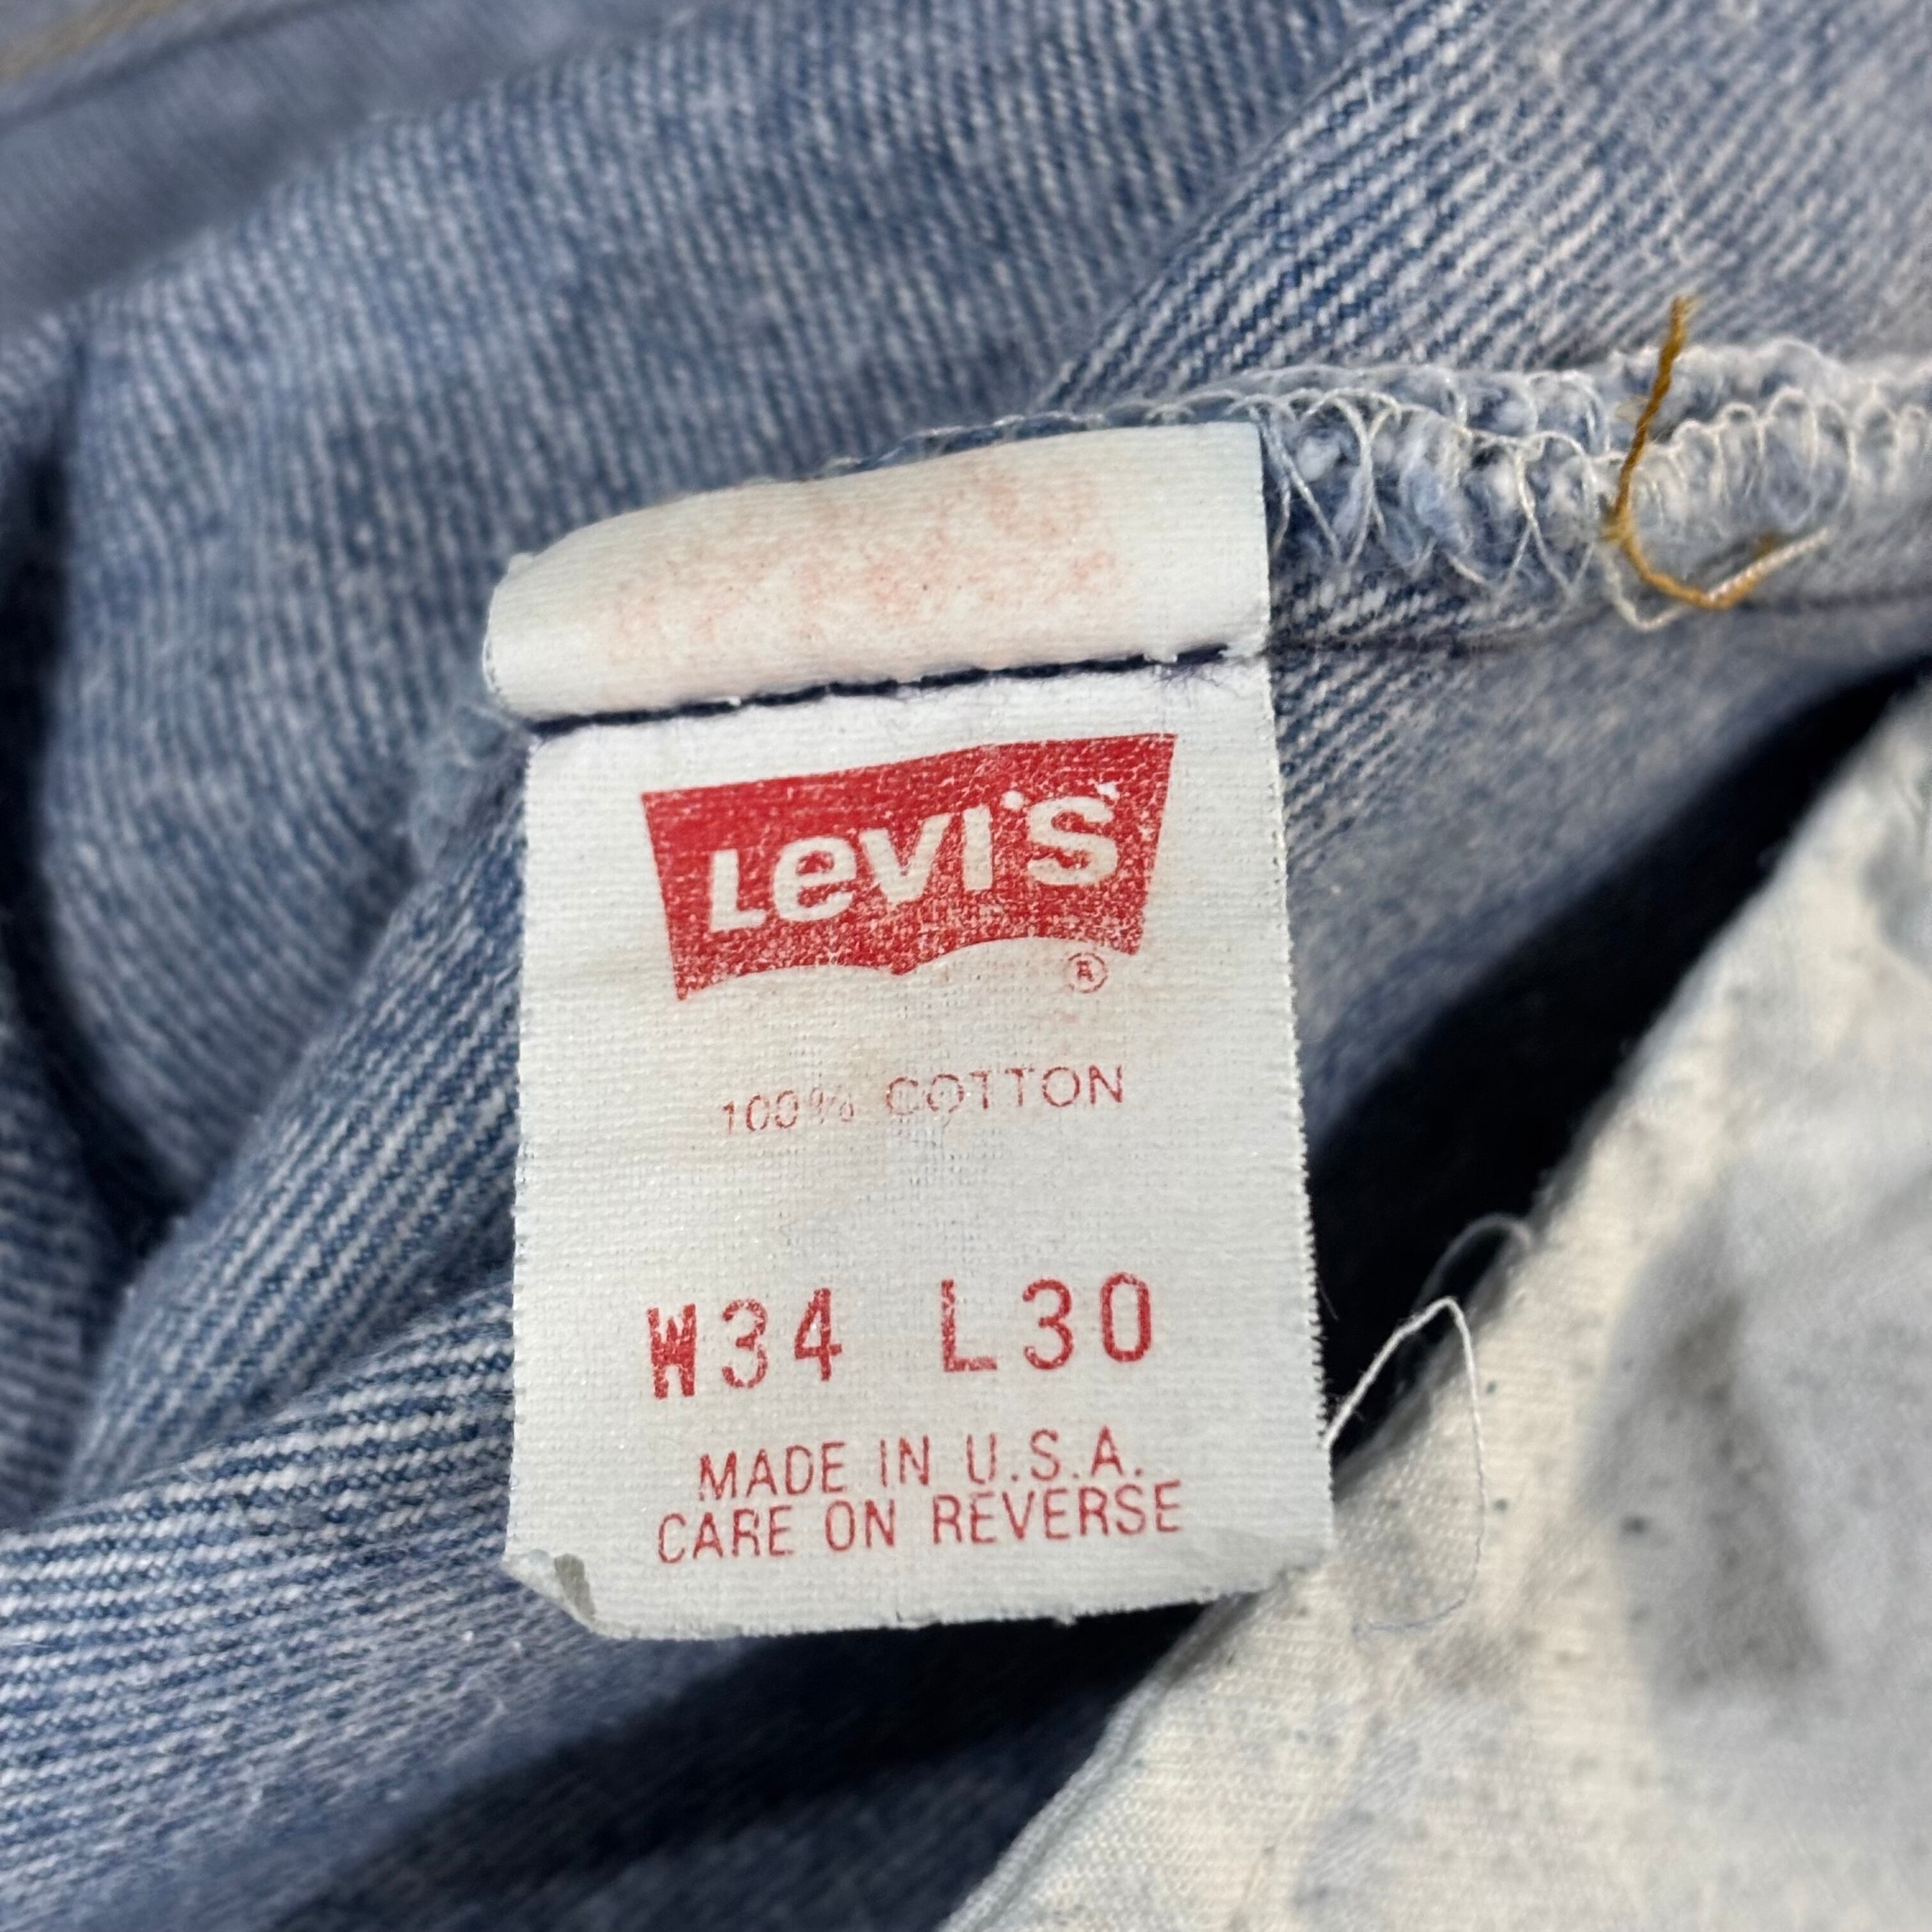 Levi's ®
100% COTTON
W34 L30
MADE IN U.S.A.
CARE ON REVERSE